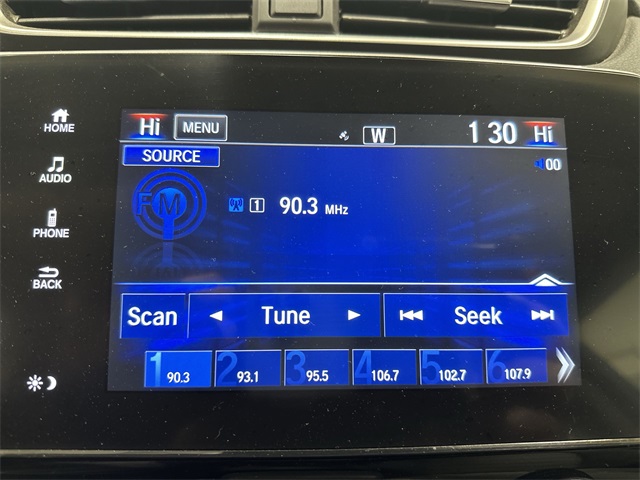 HOME
AUDIO
PHONE
BACK
Hi MENU W 1 30 Hi
SOURCE 00
FM 1 90.3 MHz
Scan Tune Seek
1 90.3 2 93.1 3 95.5 4 106.7 5 102.7 6 107.9